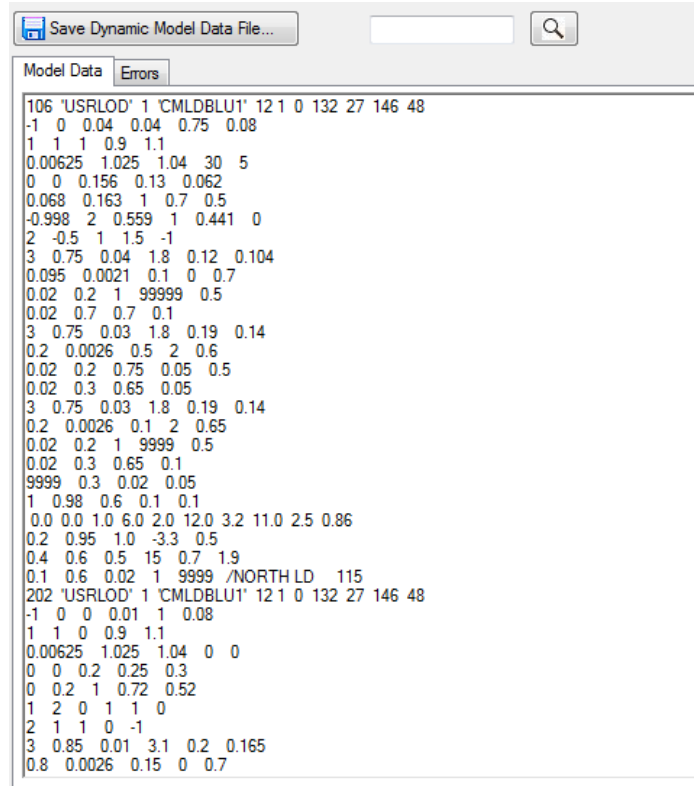 Save Dynamic Model Data File...
Model Data Errors
106 'USRLOD' 1 'CMLDBLU1' 12 1 0 132 27 146 48
-1 0 0.04 0.04 0.75 0.08
1 1 1 0.9 1.1
0.00625 1.025 1.04 30 5
0 0 0.156 0.13 0.062
0.068 0.163 1 0.7 0.5
-0.998 2 0.559 1 0.441 0
2 -0.5 1 1.5 -1
3 0.75 0.04 1.8 0.12 0.104
0.095 0.0021 0.1 0 0.7
0.02 0.2 1 99999 0.5
0.02 0.7 0.7 0.1
3 0.75 0.03 1.8 0.19 0.14
0.2 0.0026 0.5 2 0.6
0.02 0.2 0.75 0.05 0.5
0.02 0.3 0.65 0.05
3 0.75 0.03 1.8 0.19 0.14
0.2 0.0026 0.1 2 0.65
0.02 0.2 1 9999 0.5
0.02 0.3 0.65 0.1
9999 0.3 0.02 0.05
1 0.98 0.6 0.1 0.1
0.0 0.0 1.0 6.0 2.0 12.0 3.2 11.0 2.5 0.86
0.2 0.95 1.0 -3.3 0.5
0.4 0.6 0.5 15 0.7 1.9
0.1 0.6 0.02 1 9999 /NORTH LD 115
202 'USRLOD' 1 'CMLDBLU1' 12 1 0 132 27 146 48
-1 0 0 0.01 1 0.08
1 1 0 0.9 1.1
0.00625 1.025 1.04 0 0
0 0 0.2 0.25 0.3
0 0.2 1 0.72 0.52
1 2 0 1 1 0
2 1 1 0 -1
3 0.85 0.01 3.1 0.2 0.165
0.8 0.0026 0.15 0 0.7